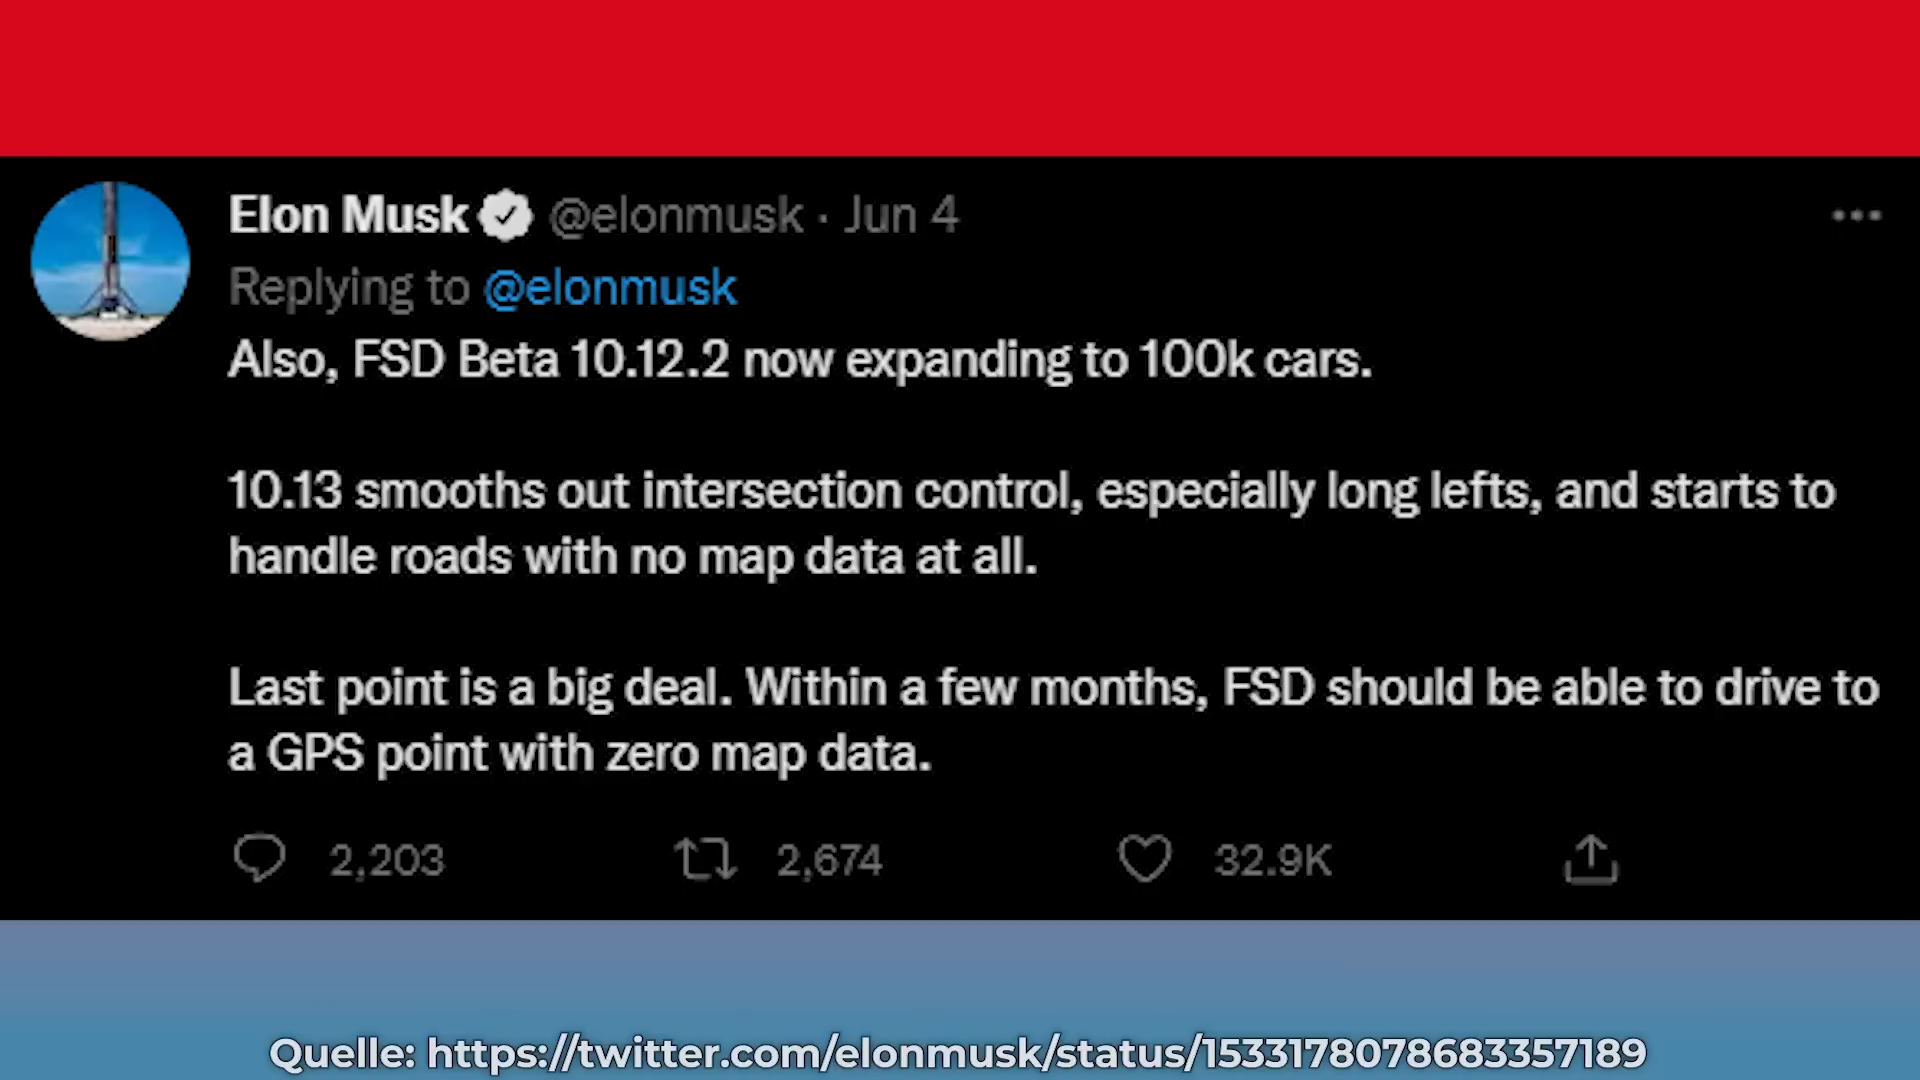 Elon Musk @elonmusk · Jun 4
Replying to @elonmusk
Also, FSD Beta 10.12.2 now expanding to 100k cars.
10.13 smooths out intersection control, especially long lefts, and starts to
handle roads with no map data at all.
Last point is a big deal. Within a few months, FSD should be able to drive to
a GPS point with zero map data.
2,203 2,674 32.9K
Quelle: https://twitter.com/elonmusk/status/1533178078683357189